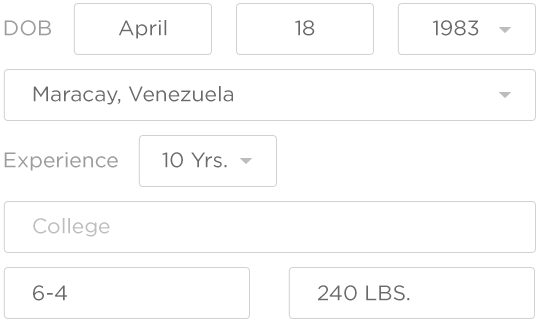 DOB April 18 1983
Maracay, Venezuela
Experience 10 Yrs.
College
6-4 240 LBS.